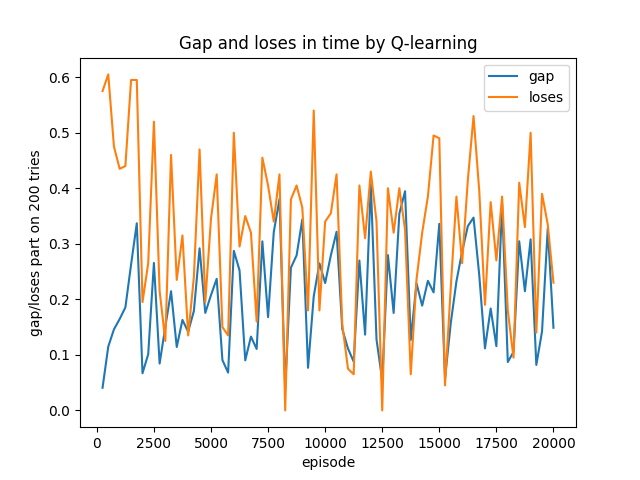 Gap and loses in time by Q-learning
gap
loses
gap/loses part on 200 tries
0.6
0.5
0.4
0.3
0.2
0.1
0.0
0 2500 5000 7500 10000 12500 15000 17500 20000
episode